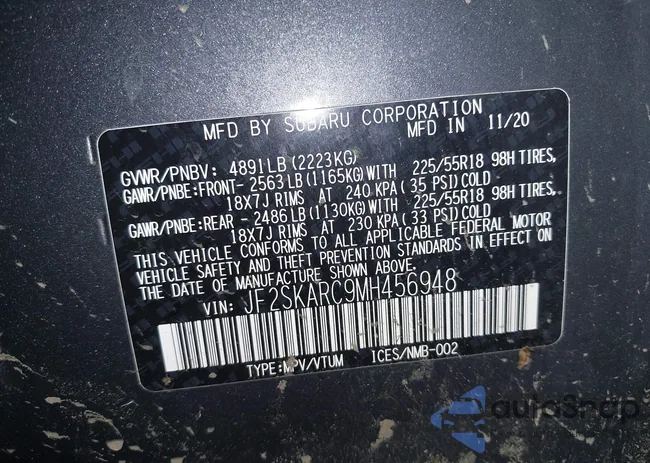 MFD BY SUBARU CORPORATION
MFD IN 11/20
GVWR/PNBV: 4891LB(2223KG)
GAWR/PNBE:FRONT- 2563LB(1165KG)WITH 225/55R18 98H TIRES,
18X7J RIMS AT 240 KPA(35 PSI)COLD
GAWR/PNBE:REAR - 2486LB(1130KG)WITH 225/55R18 98H TIRES,
18X7J RIMS AT 230 KPA(33 PSI)COLD
THIS VEHICLE CONFORMS TO ALL APPLICABLE FEDERAL MOTOR
VEHICLE SAFETY AND THEFT PREVENTION STANDARDS IN EFFECT ON
THE DATE OF MANUFACTURE SHOWN ABOVE.
VIN: JF2SKARC9MH456948
TYPE:MPV/VTUM ICES/NMB-002
autoSnap